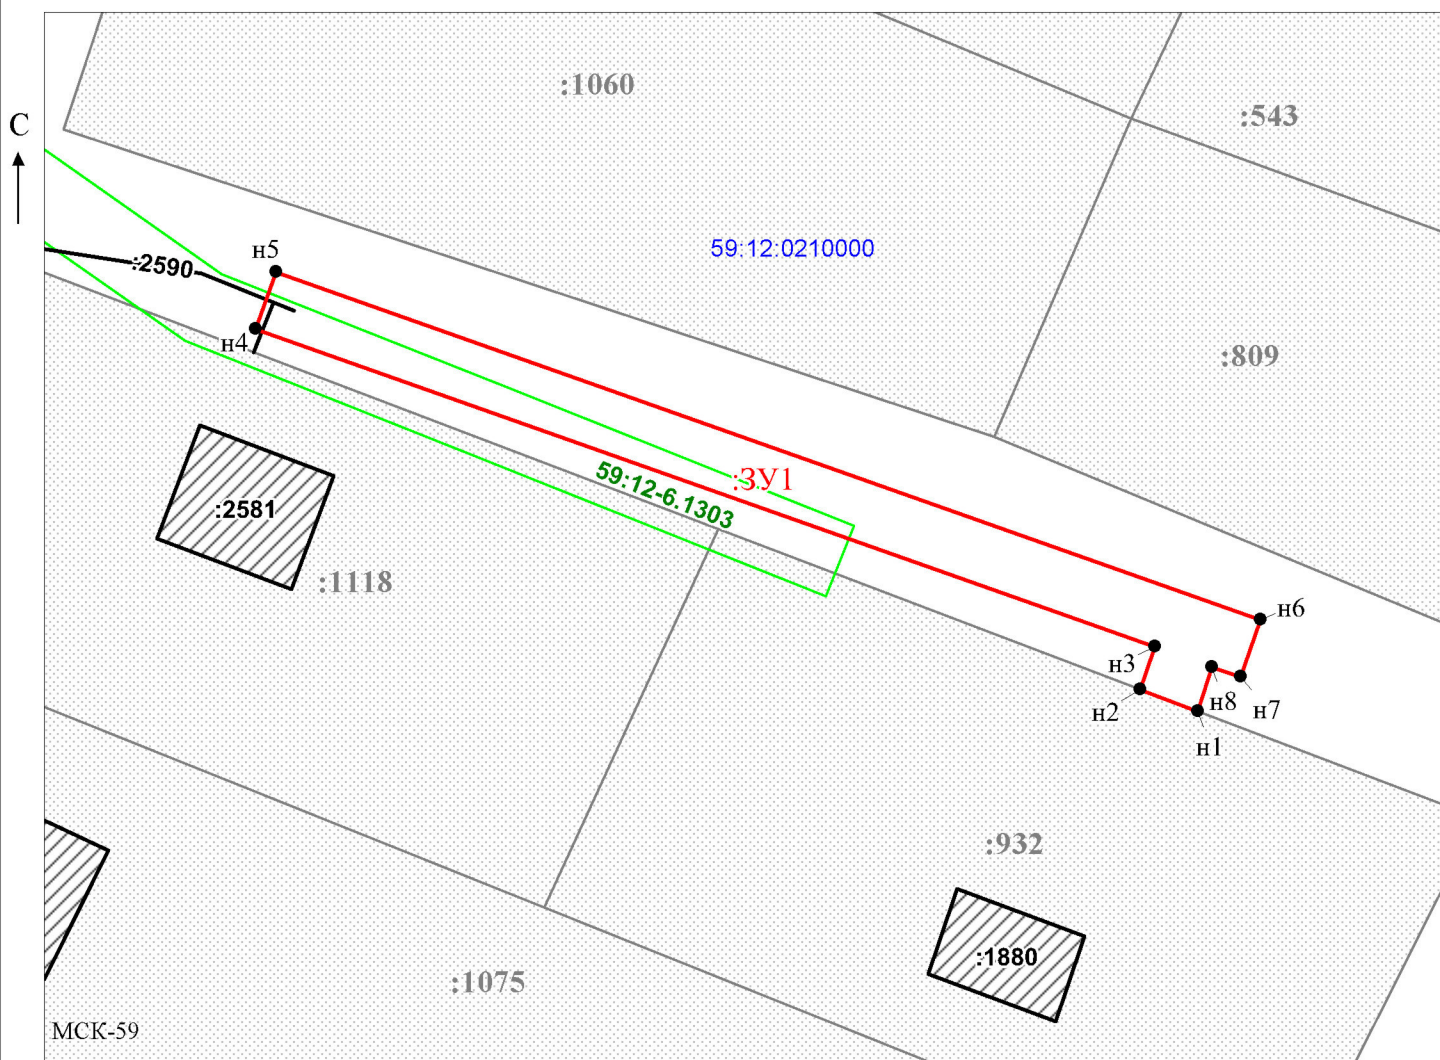 :1060
:543
С
59:12:0210000
н5
:2590
н4
:809
:ЗУ1
59:12-6.1303
:2581
:1118
н6
н3
н8
н7
н2
н1
:932
:1880
:1075
МСК-59